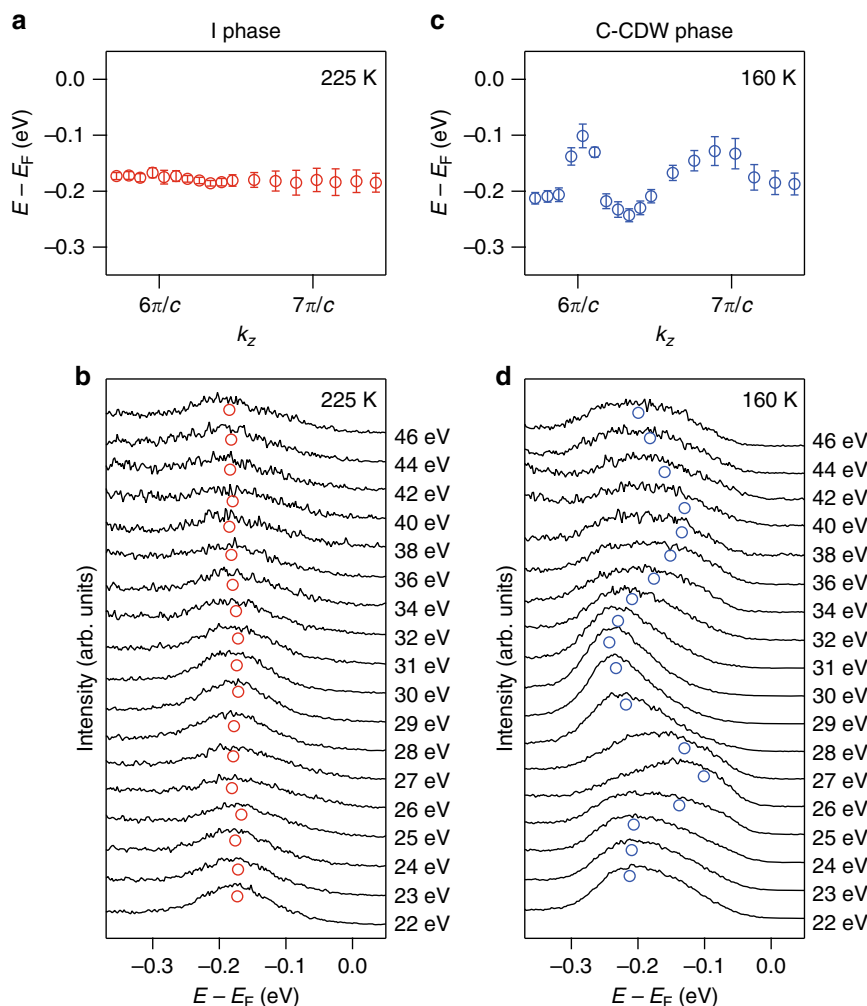 a
I phase
225 K
0.0
−0.1
−0.2
−0.3
E − E_F (eV)
6π/c
7π/c
k_z
c
C-CDW phase
160 K
0.0
−0.1
−0.2
−0.3
E − E_F (eV)
6π/c
7π/c
k_z
b
225 K
46 eV
44 eV
42 eV
40 eV
38 eV
36 eV
34 eV
32 eV
31 eV
30 eV
29 eV
28 eV
27 eV
26 eV
25 eV
24 eV
23 eV
22 eV
Intensity (arb. units)
−0.3
−0.2
−0.1
0.0
E − E_F (eV)
d
160 K
46 eV
44 eV
42 eV
40 eV
38 eV
36 eV
34 eV
32 eV
31 eV
30 eV
29 eV
28 eV
27 eV
26 eV
25 eV
24 eV
23 eV
22 eV
Intensity (arb. units)
−0.3
−0.2
−0.1
0.0
E − E_F (eV)